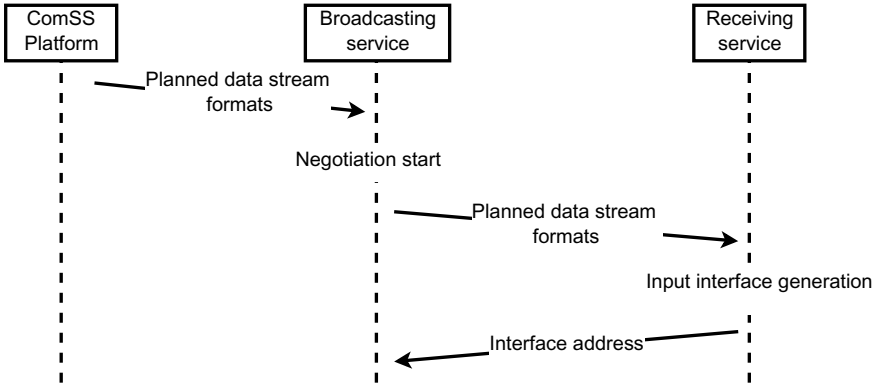 ComSS
Platform
Broadcasting
service
Receiving
service
Planned data stream
formats
Negotiation start
Planned data stream
formats
Input interface generation
Interface address